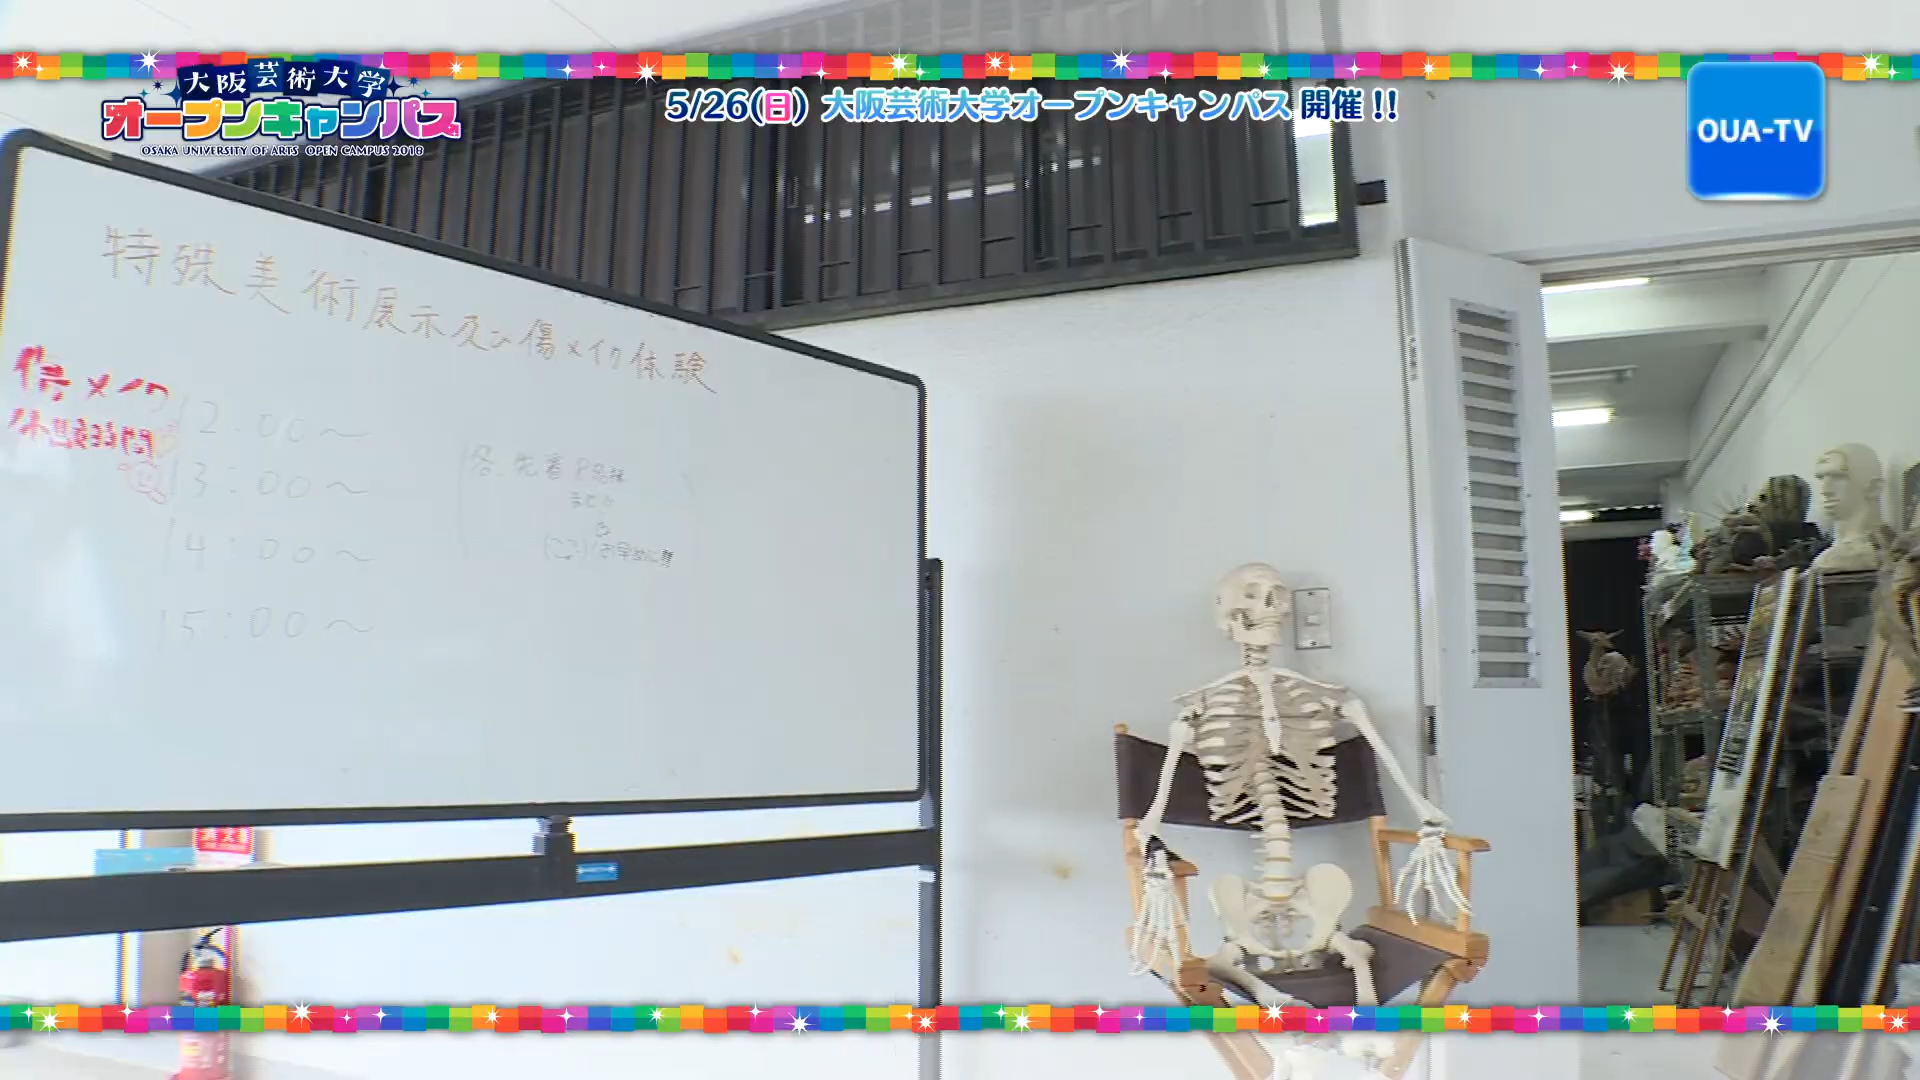 大阪芸術大学
オープンキャンパス
OSAKA UNIVERSITY OF ARTS OPEN CAMPUS 2018
5/26(日) 大阪芸術大学オープンキャンパス 開催!!
OUA-TV
特殊美術展示及び傷メイク体験
傷メイク
体験時間
12:00〜
13:00〜
14:00〜
15:00〜
各、先着